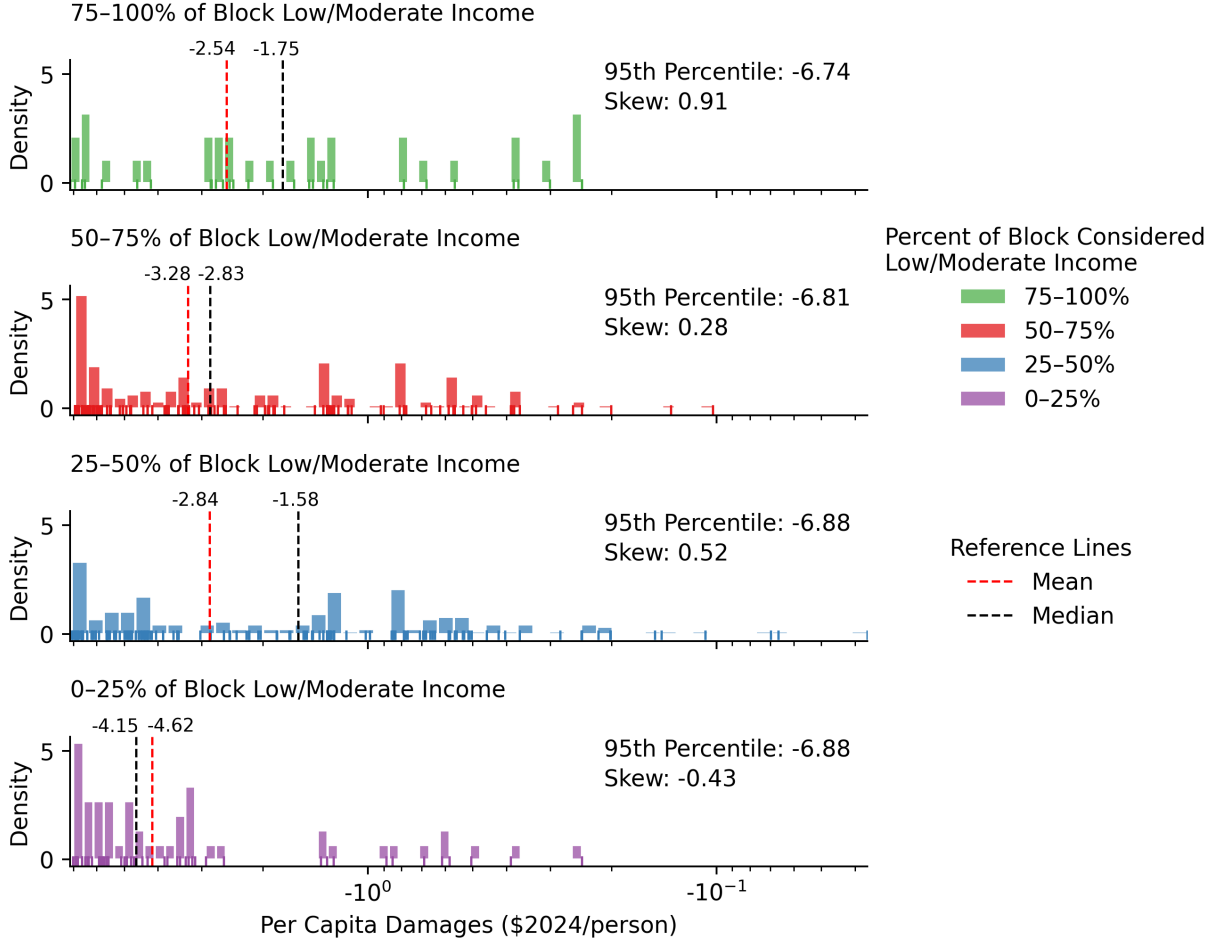 75–100% of Block Low/Moderate Income
-2.54 -1.75
95th Percentile: -6.74
Skew: 0.91
5
0
Density
50–75% of Block Low/Moderate Income
-3.28 -2.83
95th Percentile: -6.81
Skew: 0.28
5
0
Density
25–50% of Block Low/Moderate Income
-2.84 -1.58
95th Percentile: -6.88
Skew: 0.52
5
0
Density
0–25% of Block Low/Moderate Income
-4.15 -4.62
95th Percentile: -6.88
Skew: -0.43
5
0
Density
-10⁰ -10⁻¹
Per Capita Damages ($2024/person)
Percent of Block Considered
Low/Moderate Income
75–100%
50–75%
25–50%
0–25%
Reference Lines
Mean
Median